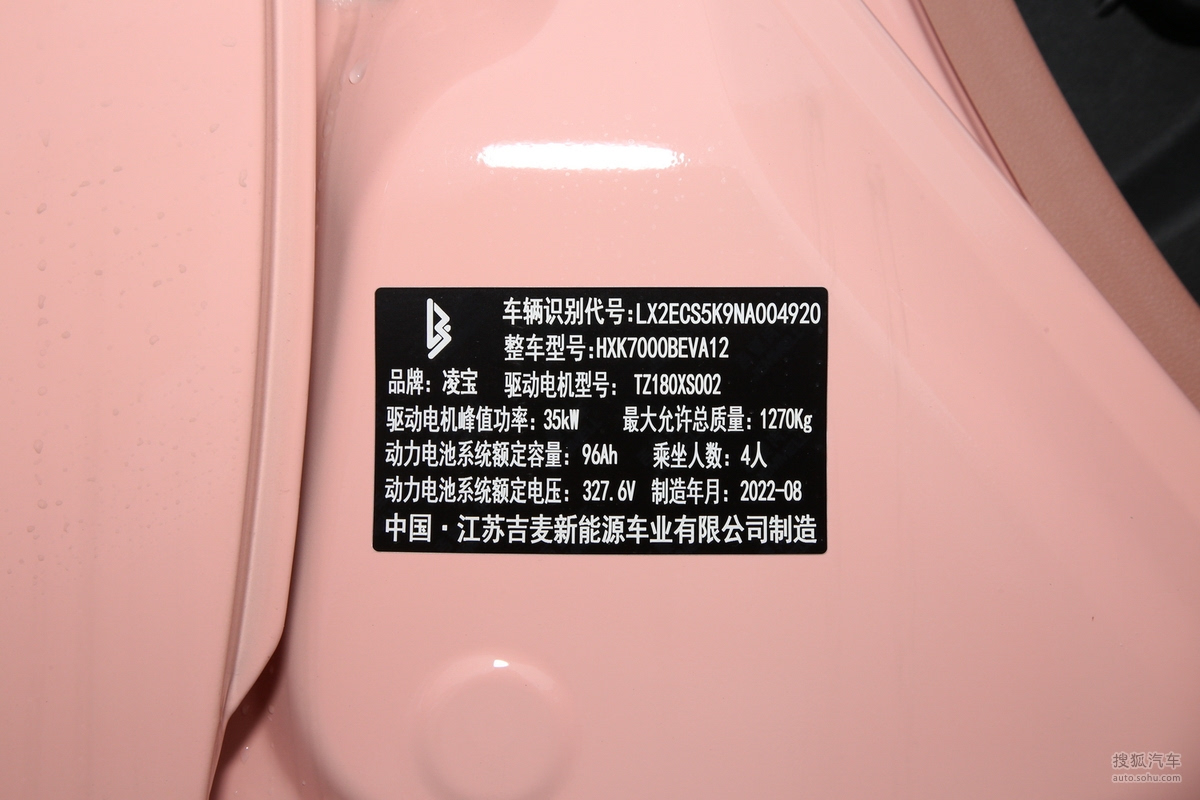 车辆识别代号:LX2ECS5K9NA004920
整车型号:HXK7000BEVA12
品牌: 凌宝 驱动电机型号: TZ180XS002
驱动电机峰值功率: 35kW 最大允许总质量: 1270Kg
动力电池系统额定容量: 96Ah 乘坐人数: 4人
动力电池系统额定电压: 327.6V 制造年月: 2022-08
中国·江苏吉麦新能源车业有限公司制造
搜狐汽车
auto.sohu.com